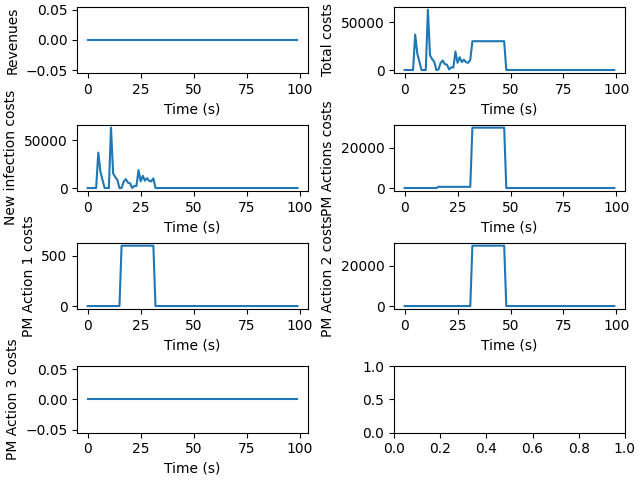 Revenues
0.05
0.00
−0.05
0 25 50 75 100
Time (s)
Total costs
50000
0
0 25 50 75 100
Time (s)
New infection costs
50000
0
0 25 50 75 100
Time (s)
PM Actions costs
20000
0
0 25 50 75 100
Time (s)
PM Action 1 costs
500
0
0 25 50 75 100
Time (s)
PM Action 2 costs
20000
0
0 25 50 75 100
Time (s)
PM Action 3 costs
0.05
0.00
−0.05
0 25 50 75 100
Time (s)
1.0
0.5
0.0
0.0 0.2 0.4 0.6 0.8 1.0